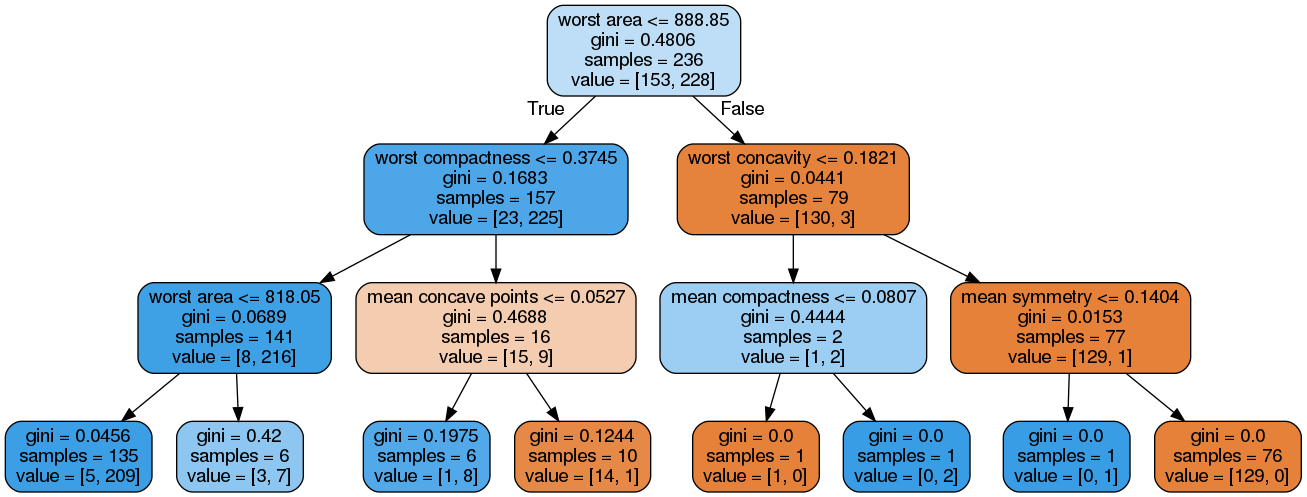 worst area <= 888.85
gini = 0.4806
samples = 236
value = [153, 228]
True
False
worst compactness <= 0.3745
gini = 0.1683
samples = 157
value = [23, 225]
worst concavity <= 0.1821
gini = 0.0441
samples = 79
value = [130, 3]
worst area <= 818.05
gini = 0.0689
samples = 141
value = [8, 216]
mean concave points <= 0.0527
gini = 0.4688
samples = 16
value = [15, 9]
mean compactness <= 0.0807
gini = 0.4444
samples = 2
value = [1, 2]
mean symmetry <= 0.1404
gini = 0.0153
samples = 77
value = [129, 1]
gini = 0.0456
samples = 135
value = [5, 209]
gini = 0.42
samples = 6
value = [3, 7]
gini = 0.1975
samples = 6
value = [1, 8]
gini = 0.1244
samples = 10
value = [14, 1]
gini = 0.0
samples = 1
value = [1, 0]
gini = 0.0
samples = 1
value = [0, 2]
gini = 0.0
samples = 1
value = [0, 1]
gini = 0.0
samples = 76
value = [129, 0]